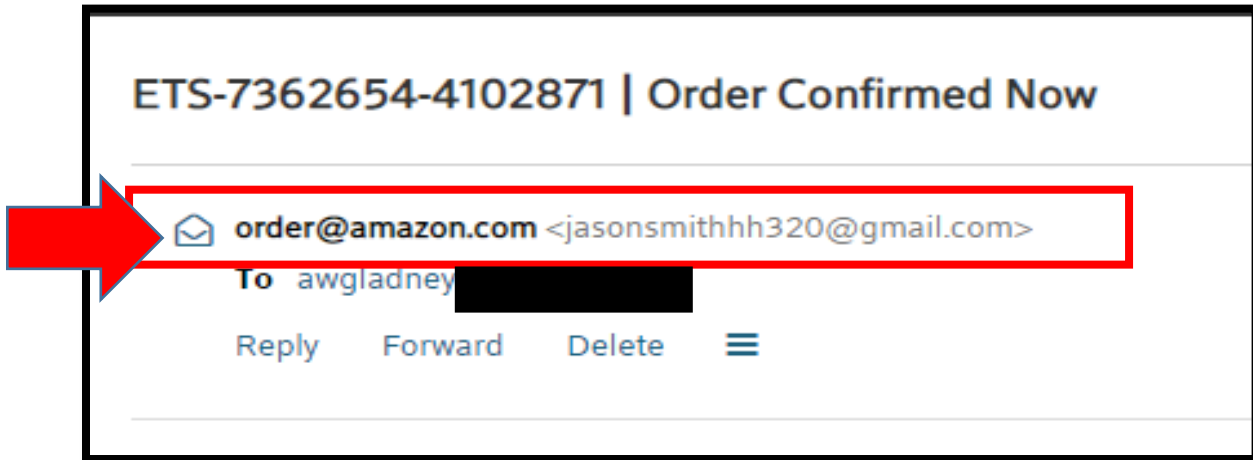 ETS-7362654-4102871 | Order Confirmed Now
order@amazon.com <jasonsmithhh320@gmail.com>
To awgladney
Reply Forward Delete